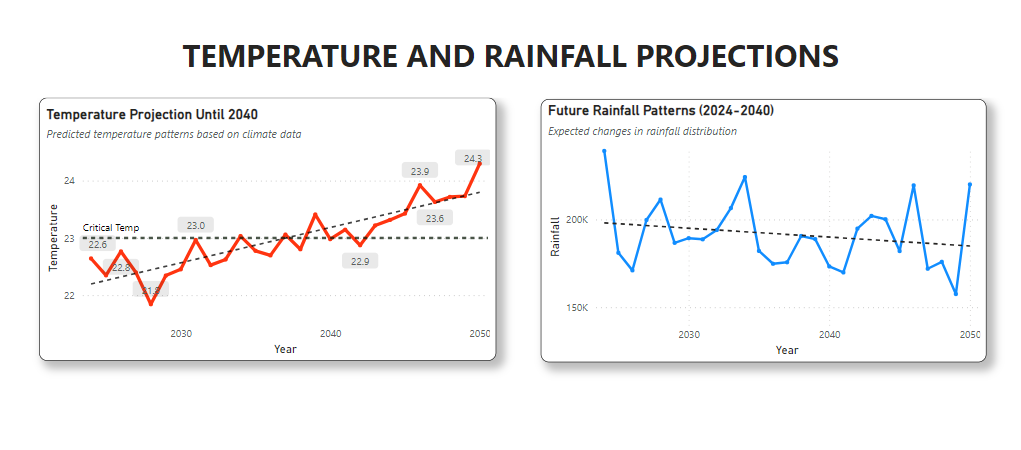 TEMPERATURE AND RAINFALL PROJECTIONS
Temperature Projection Until 2040
Predicted temperature patterns based on climate data
24.3
23.9
24
23.6
Critical Temp
23.0
23
22.6
22.8
22.9
21.8
22
Temperature
2030
2040
2050
Year
Future Rainfall Patterns (2024-2040)
Expected changes in rainfall distribution
200K
150K
Rainfall
2030
2040
2050
Year